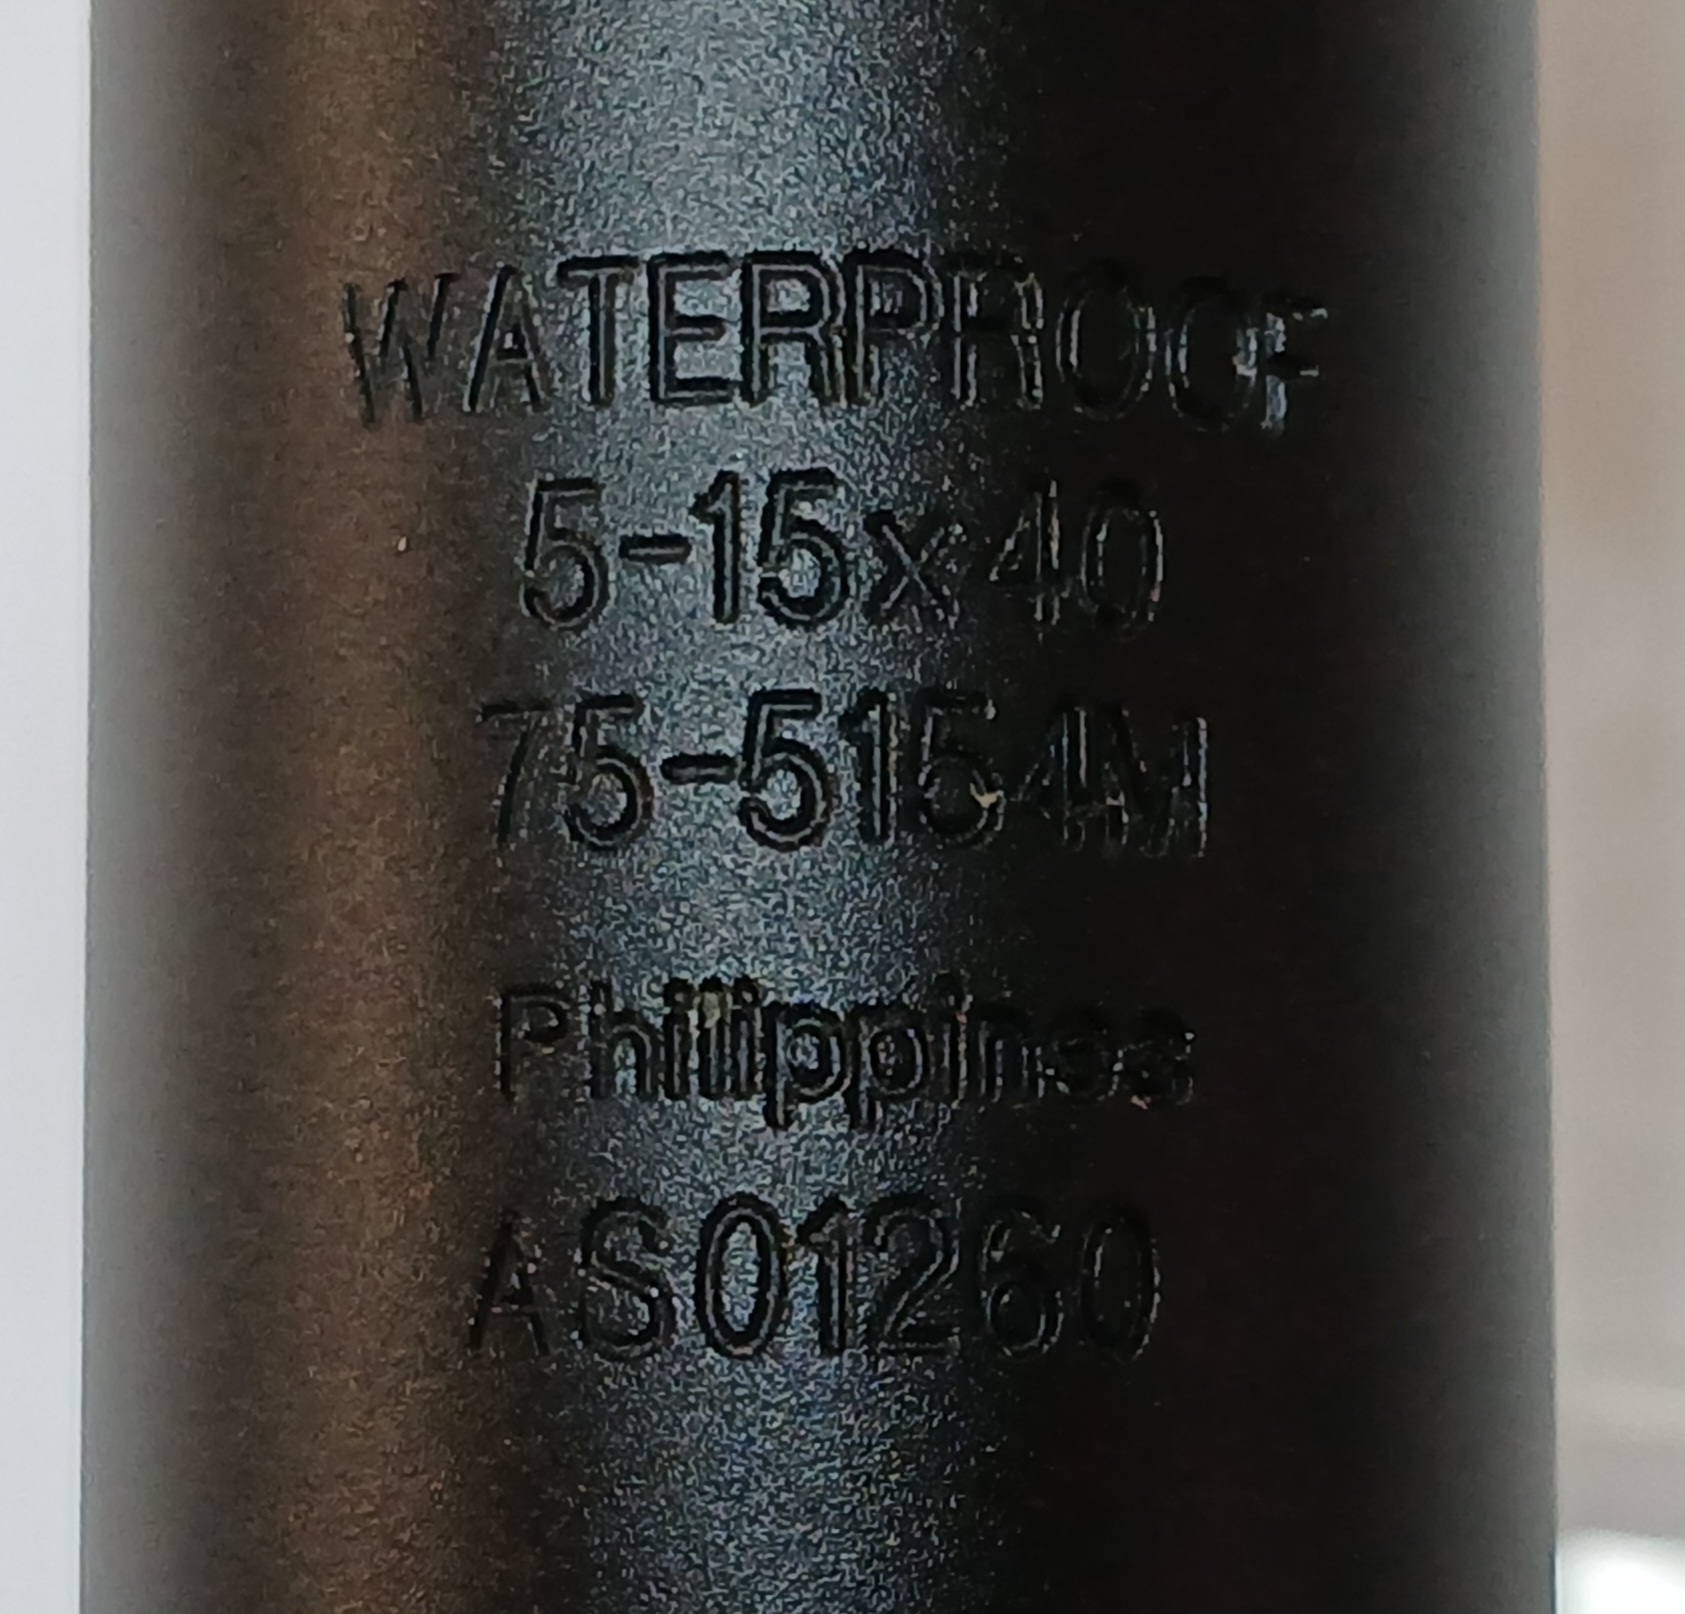 WATERPROOF
5-15x40
75-5154M
Philippines
AS01260